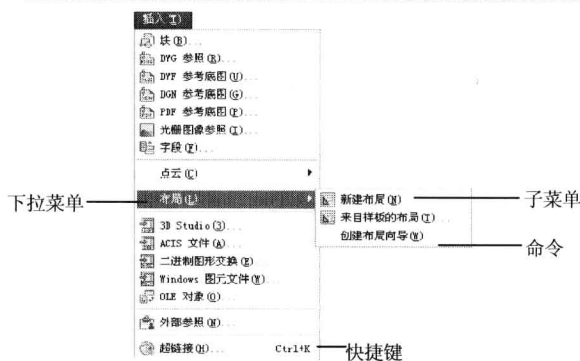 插入(I)
块(B)...
DWG 参照(R)...
DWF 参考底图(U)...
DGN 参考底图(G)...
PDF 参考底图(P)...
光栅图像参照(I)...
字段(F)...
点云(C)
下拉菜单
布局(L)
新建布局(N)
子菜单
来自样板的布局(T)...
创建布局向导(W)
命令
3D Studio(3)...
ACIS 文件(A)...
二进制图形交换(E)...
Windows 图元文件(W)...
OLE 对象(O)...
外部参照(N)...
超链接(H)...
Ctrl+K
快捷键